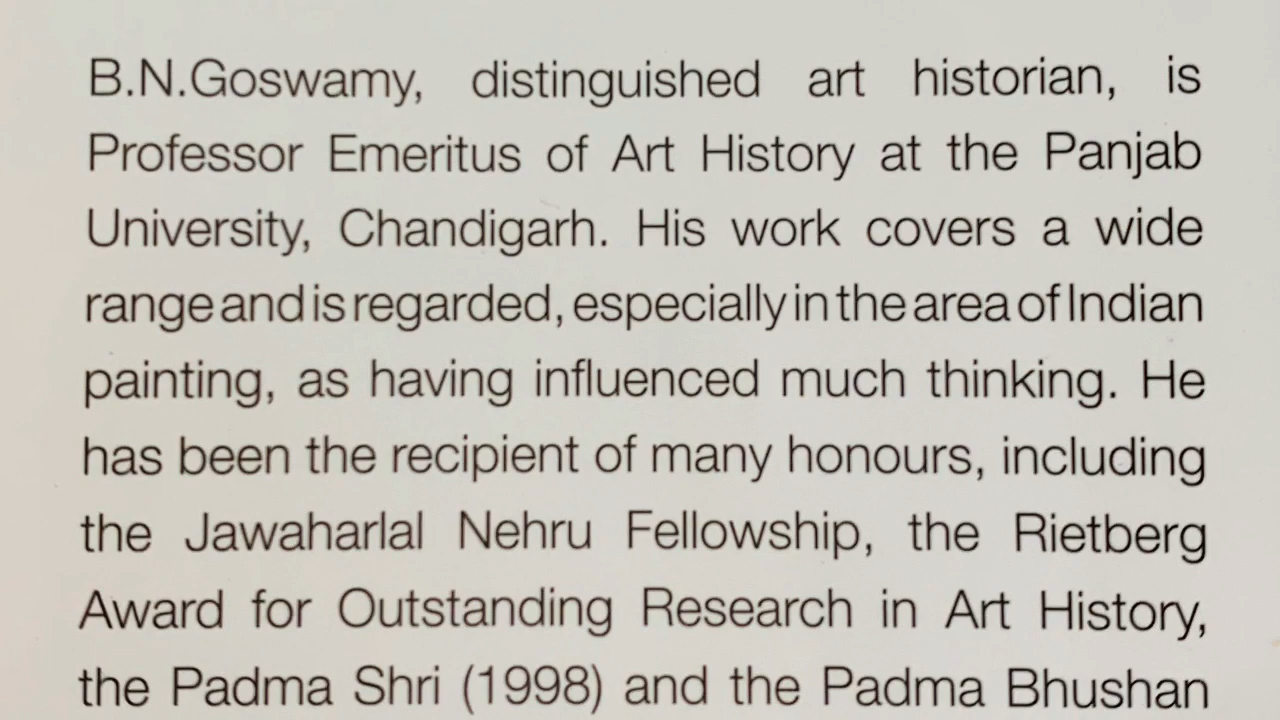 B.N.Goswamy, distinguished art historian, is
Professor Emeritus of Art History at the Panjab
University, Chandigarh. His work covers a wide
range and is regarded, especially in the area of Indian
painting, as having influenced much thinking. He
has been the recipient of many honours, including
the Jawaharlal Nehru Fellowship, the Rietberg
Award for Outstanding Research in Art History,
the Padma Shri (1998) and the Padma Bhushan